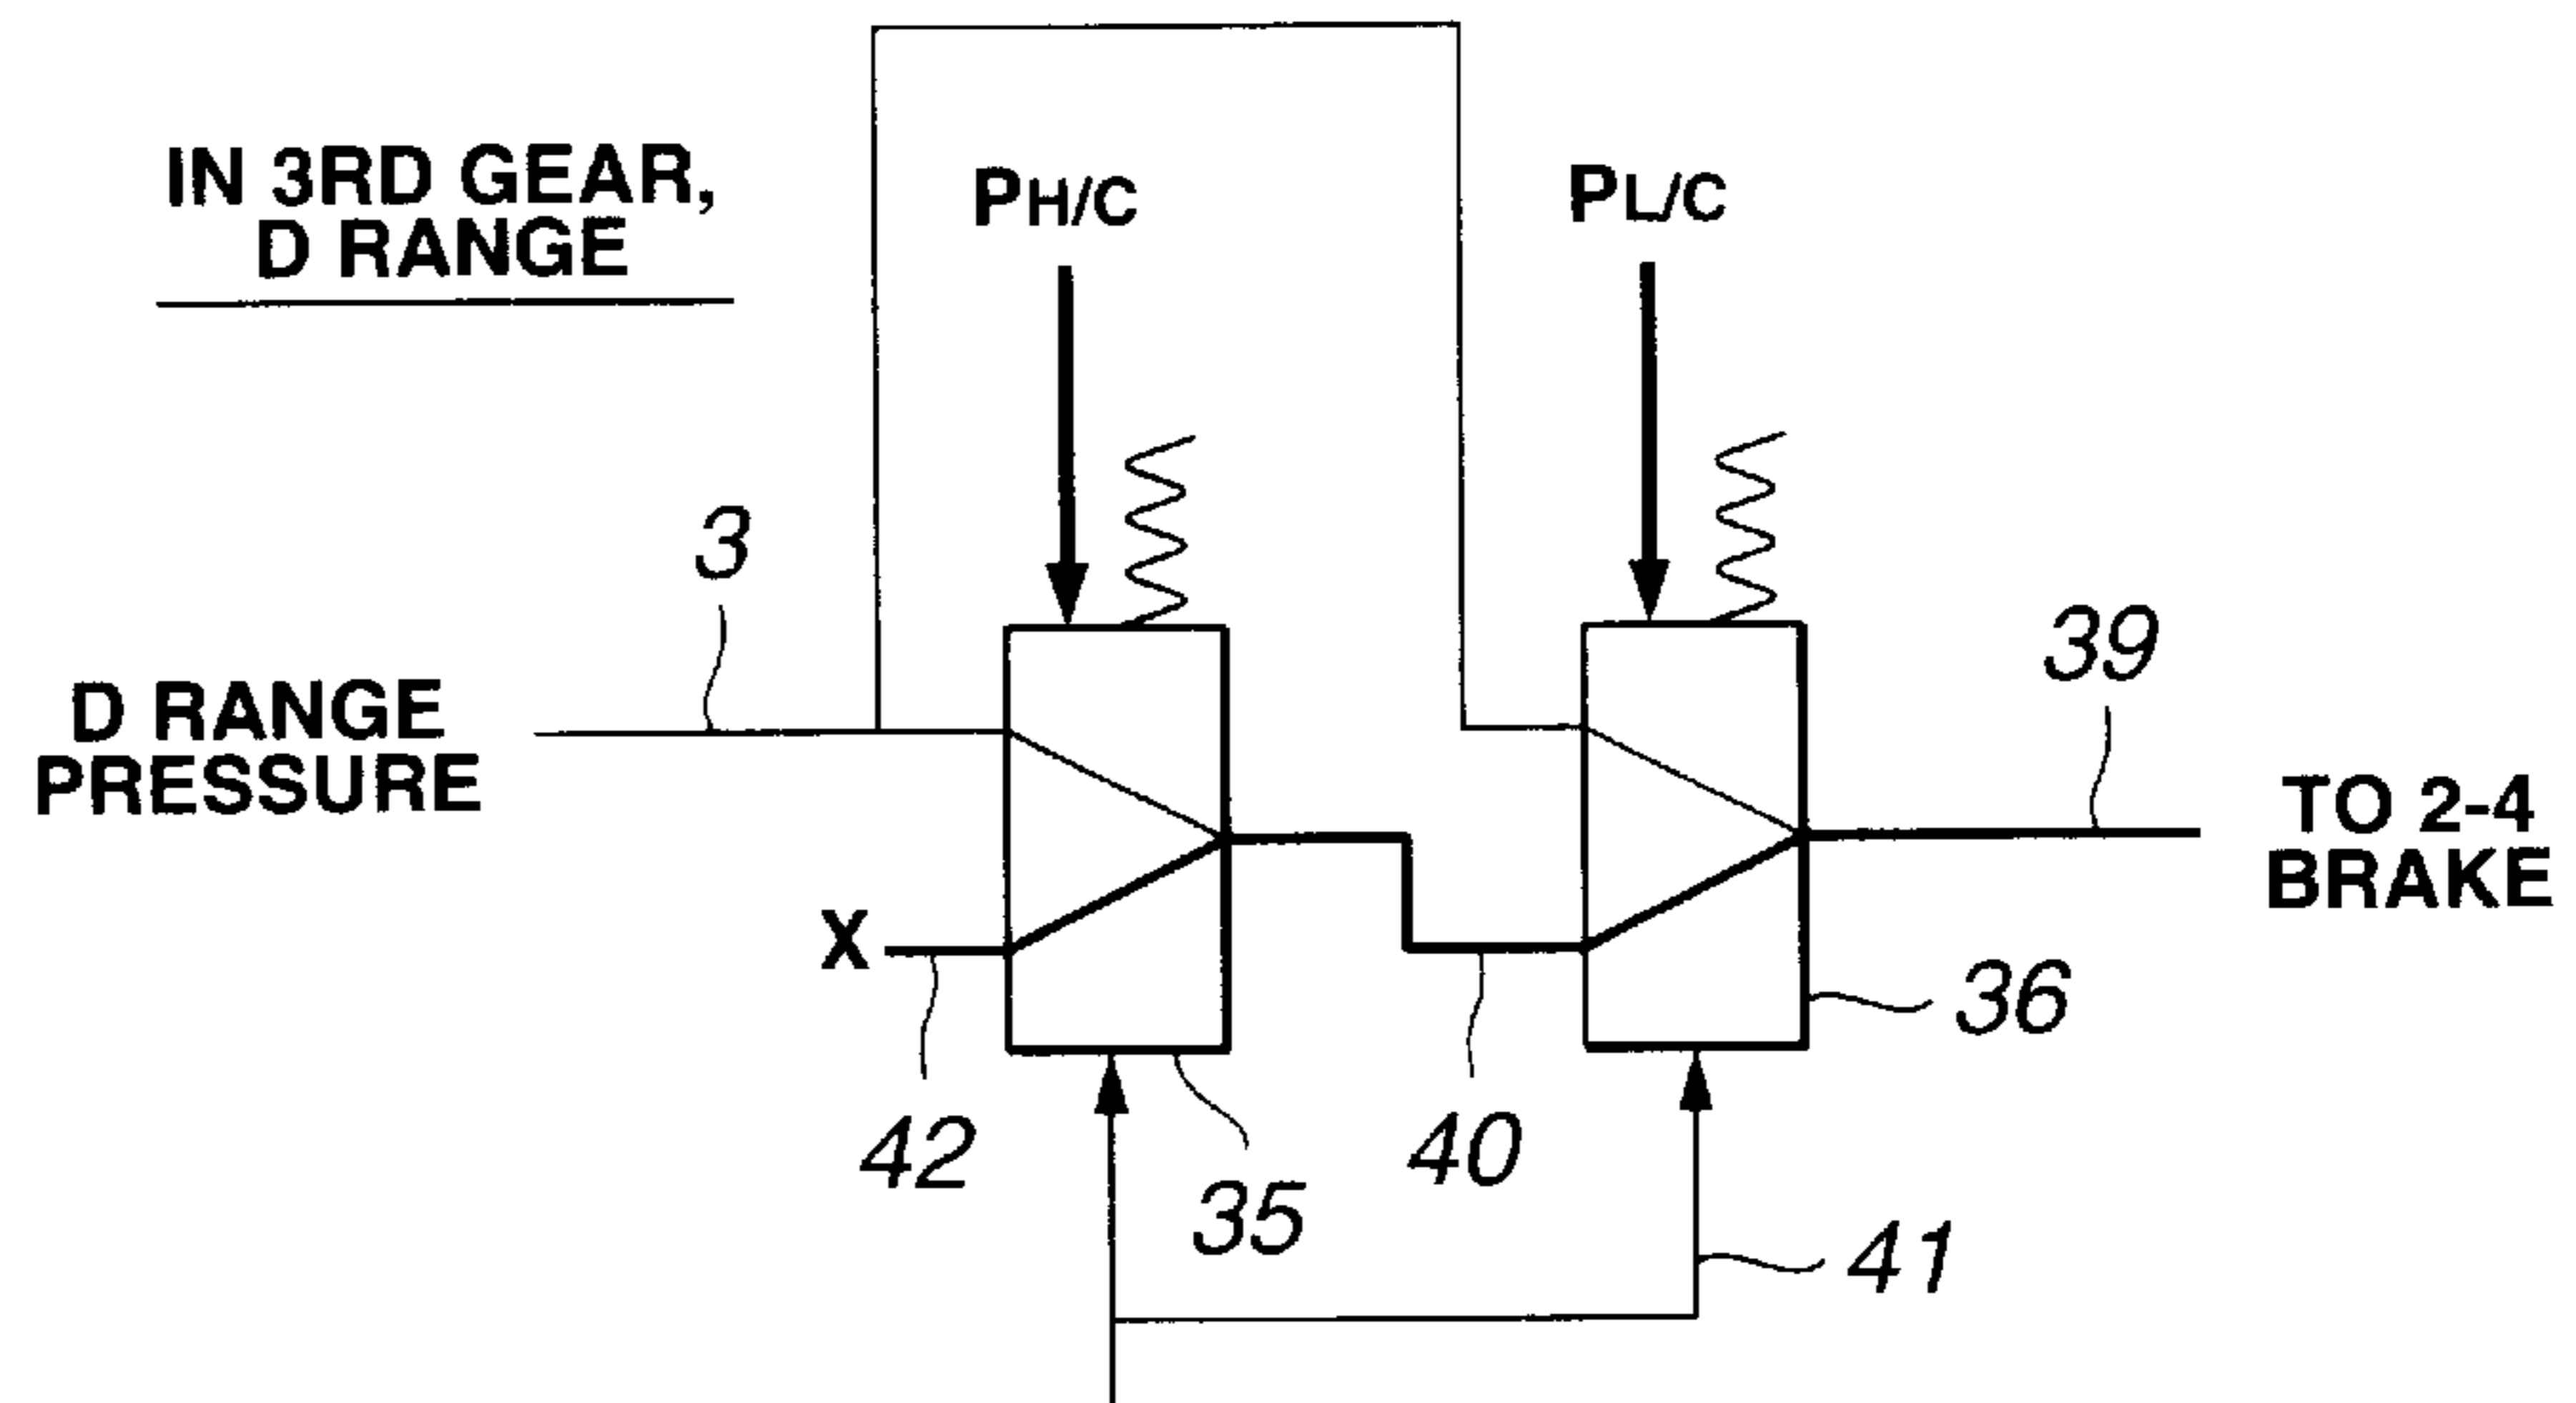 IN 3RD GEAR,
D RANGE
PH/C
PL/C
3
39
D RANGE
PRESSURE
TO 2-4
BRAKE
X
36
42
40
35
41